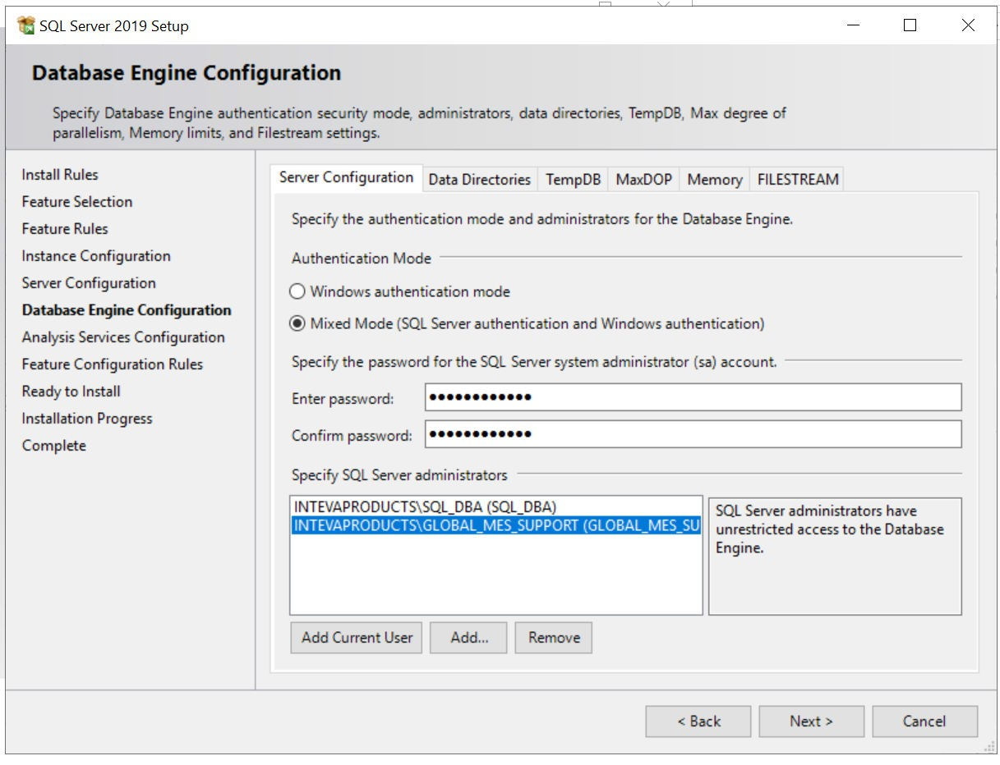 SQL Server 2019 Setup
Database Engine Configuration
Specify Database Engine authentication security mode, administrators, data directories, TempDB, Max degree of
parallelism, Memory limits, and Filestream settings.
Install Rules
Feature Selection
Feature Rules
Instance Configuration
Server Configuration
Database Engine Configuration
Analysis Services Configuration
Feature Configuration Rules
Ready to Install
Installation Progress
Complete
Server Configuration Data Directories TempDB MaxDOP Memory FILESTREAM
Specify the authentication mode and administrators for the Database Engine.
Authentication Mode
Windows authentication mode
Mixed Mode (SQL Server authentication and Windows authentication)
Specify the password for the SQL Server system administrator (sa) account.
Enter password: ●●●●●●●●●●●●
Confirm password: ●●●●●●●●●●●●
Specify SQL Server administrators
INTEVAPRODUCTS\SQL_DBA (SQL_DBA)
INTEVAPRODUCTS\GLOBAL_MES_SUPPORT (GLOBAL_MES_SU
SQL Server administrators have
unrestricted access to the Database
Engine.
Add Current User Add... Remove
< Back Next > Cancel